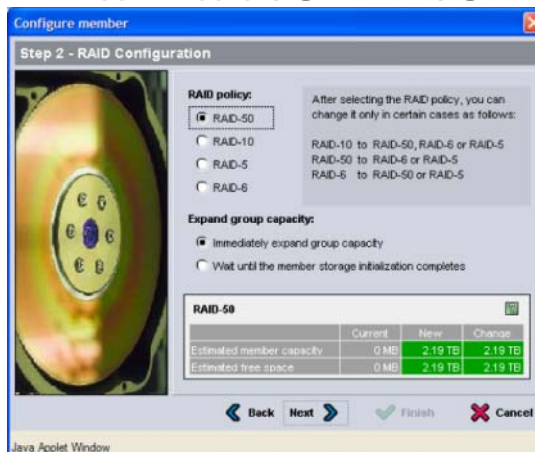 Configure member
Step 2 - RAID Configuration
RAID policy:
RAID-50
RAID-10
RAID-5
RAID-6
After selecting the RAID policy, you can
change it only in certain cases as follows:
RAID-10 to RAID-50, RAID-6 or RAID-5
RAID-50 to RAID-6 or RAID-5
RAID-6 to RAID-50 or RAID-5
Expand group capacity:
Immediately expand group capacity
Wait until the member storage initialization completes
RAID-50
Current New Change
Estimated member capacity 0 MB 2.19 TB 2.19 TB
Estimated free space 0 MB 2.19 TB 2.19 TB
Back Next Finish Cancel
Java Applet Window